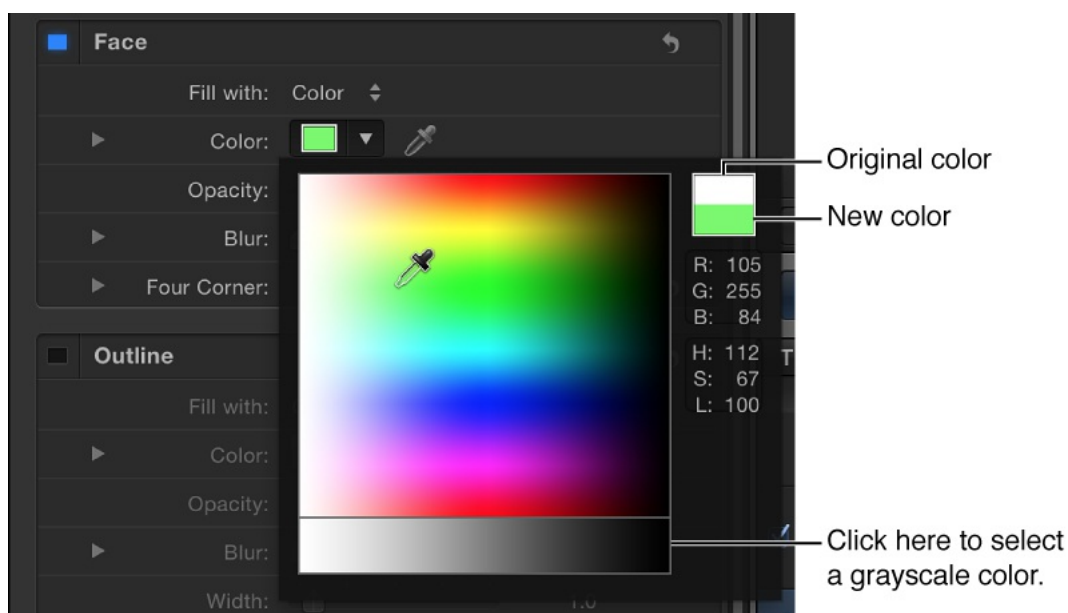 Face
Fill with: Color
Color:
Opacity:
Blur:
Four Corner:
Original color
New color
R: 105
G: 255
B: 84
H: 112
S: 67
L: 100
T
Outline
Fill with:
Color:
Opacity:
Blur:
Width: 1.0
Click here to select
a grayscale color.